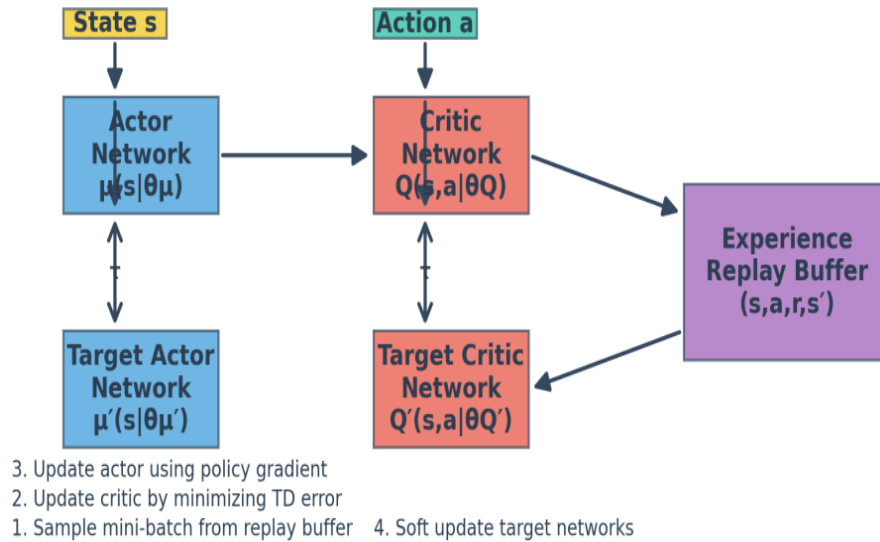 State s
Action a
Actor
Network
μ(s|θμ)
Critic
Network
Q(s,a|θQ)
Experience
Replay Buffer
(s,a,r,s′)
τ
τ
Target Actor
Network
μ′(s|θμ′)
Target Critic
Network
Q′(s,a|θQ′)
3. Update actor using policy gradient
2. Update critic by minimizing TD error
1. Sample mini-batch from replay buffer
4. Soft update target networks